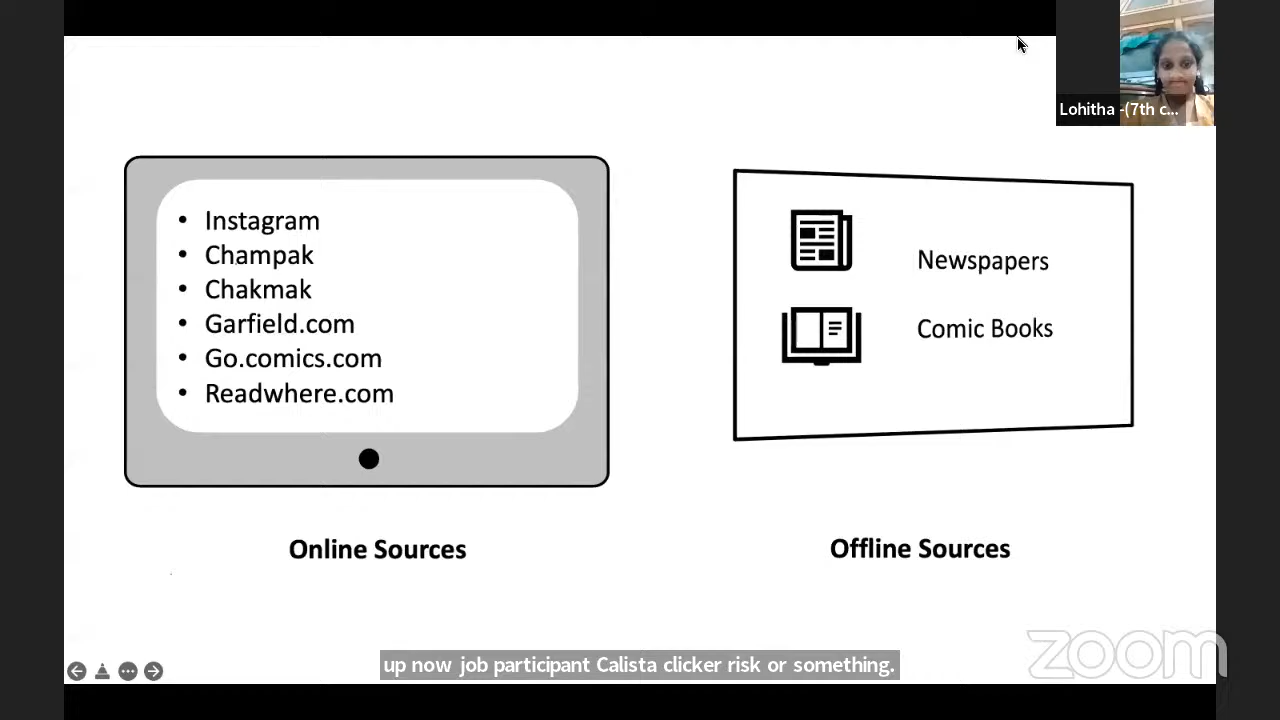 Lohitha -(7th c...
• Instagram
• Champak
• Chakmak
• Garfield.com
• Go.comics.com
• Readwhere.com
Newspapers
Comic Books
Online Sources
Offline Sources
up now job participant Calista clicker risk or something.
zoom